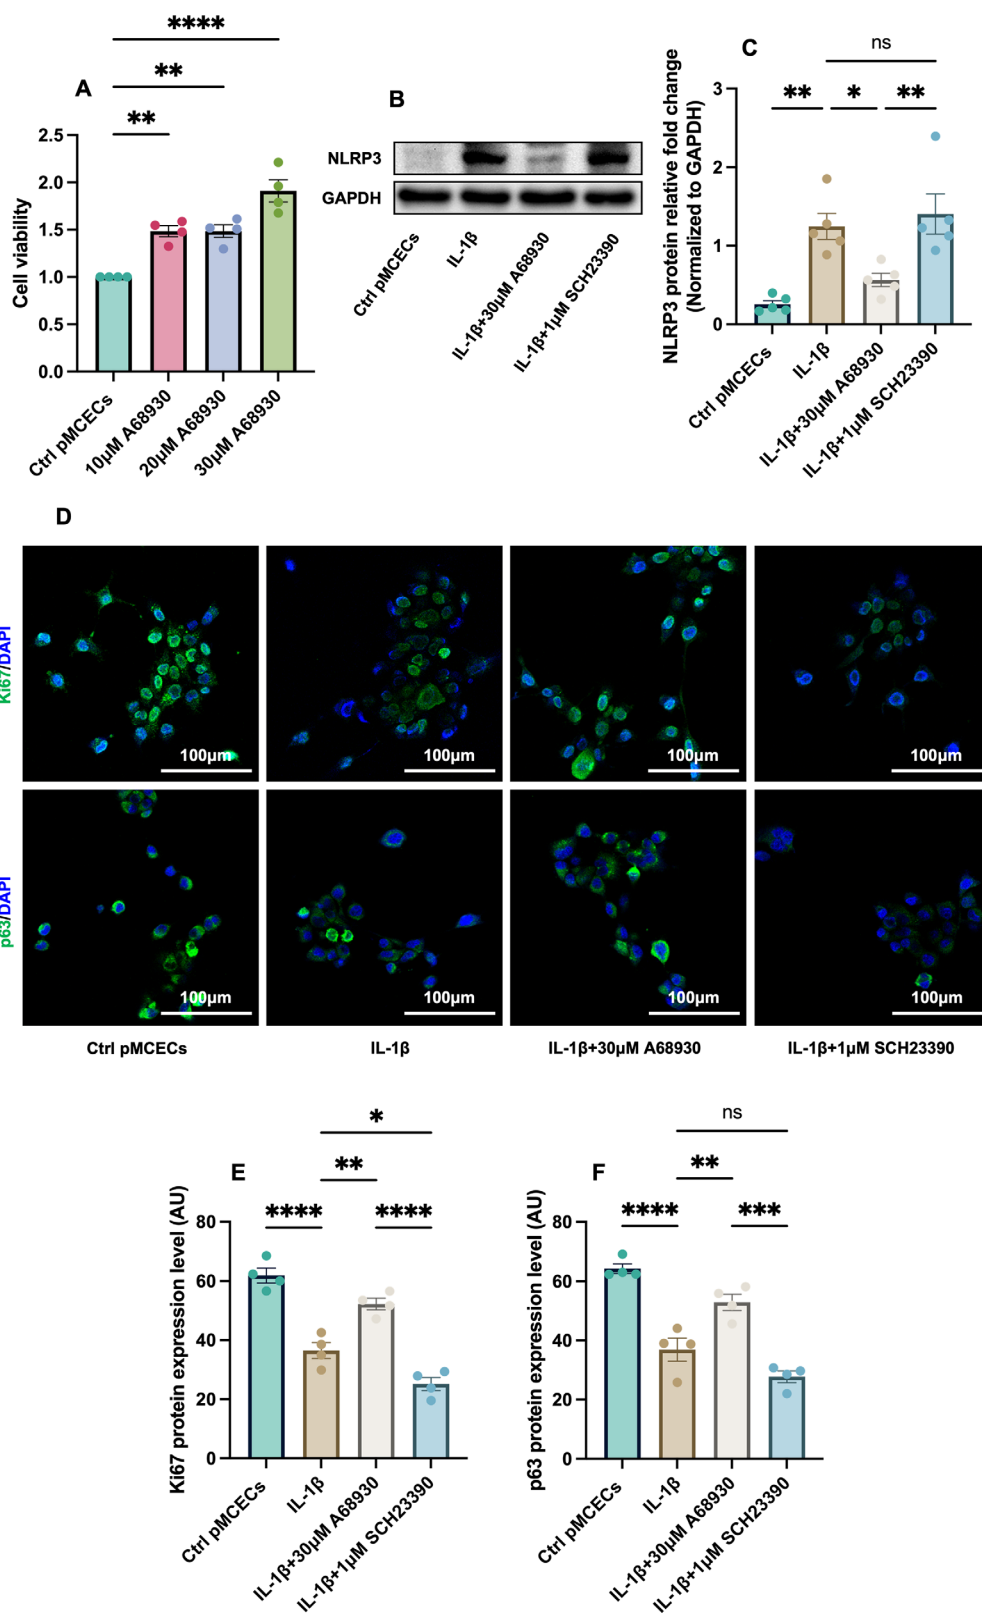 A
****
**
**
Cell viability
2.5
2.0
1.5
1.0
0.5
0.0
Ctrl pMCECs
10μM A68930
20μM A68930
30μM A68930
B
NLRP3
GAPDH
Ctrl pMCECs
IL-1β
IL-1β+30μM A68930
IL-1β+1μM SCH23390
C
ns
**
*
**
NLRP3 protein relative fold change
(Normalized to GAPDH)
3
2
1
0
Ctrl pMCECs
IL-1β
IL-1β+30μM A68930
IL-1β+1μM SCH23390
D
Ki67/DAPI
100μm
100μm
100μm
100μm
p63/DAPI
100μm
100μm
100μm
100μm
Ctrl pMCECs
IL-1β
IL-1β+30μM A68930
IL-1β+1μM SCH23390
E
*
**
****
****
Ki67 protein expression level (AU)
80
60
40
20
0
Ctrl pMCECs
IL-1β
IL-1β+30μM A68930
IL-1β+1μM SCH23390
F
ns
**
****
***
p63 protein expression level (AU)
80
60
40
20
0
Ctrl pMCECs
IL-1β
IL-1β+30μM A68930
IL-1β+1μM SCH23390